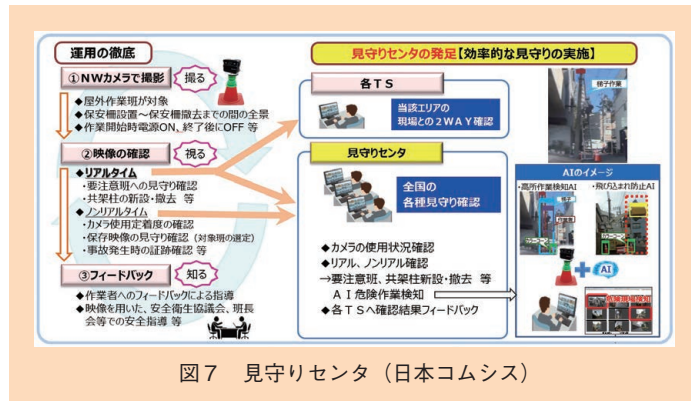 運用の徹底
①NWカメラで撮影
撮る
◆屋外作業班が対象
◆保安柵設置～保安柵撤去までの間の全景
◆作業開始時電源ON、終了後にOFF 等
②映像の確認
視る
◆リアルタイム
・要注意班への見守り確認
・共架柱の新設・撤去 等
◆ノンリアルタイム
・カメラ使用定着度の確認
・保存映像の見守り確認（対象班の選定）
・事故発生時の証跡確認 等
③フィードバック
知る
◆作業者へのフィードバックによる指導
◆映像を用いた、安全衛生協議会、班長
会等での安全指導 等
見守りセンタの発足【効率的な見守りの実施】
各TS
当該エリアの
現場との2WAY確認
見守りセンタ
全国の
各種見守り確認
◆カメラの使用状況確認
◆リアル、ノンリアル確認
→要注意班、共架柱新設・撤去 等
AI危険作業検知
◆各TSへ確認結果フィードバック
梯子作業
AIのイメージ
・高所作業検知AI
・飛び込まれ防止AI
梯子
作業員
AI
危険現場検知
図7 見守りセンタ（日本コムシス）